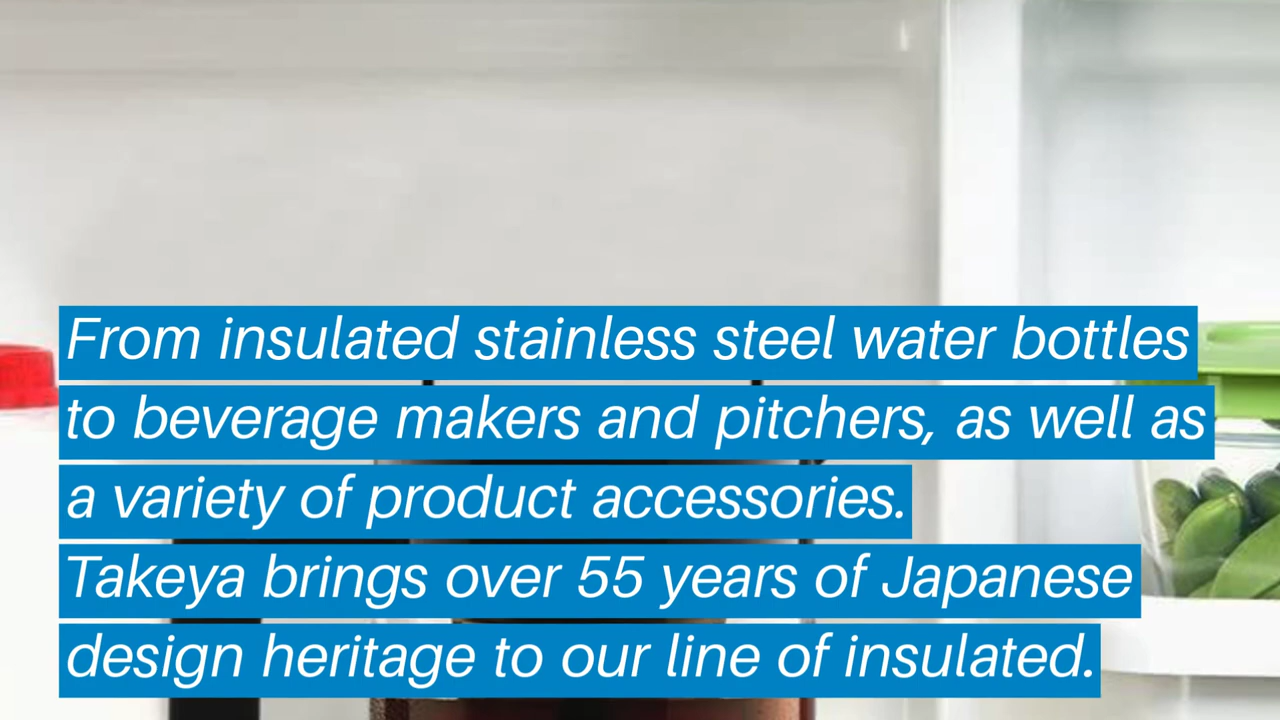 From insulated stainless steel water bottles
to beverage makers and pitchers, as well as
a variety of product accessories.
Takeya brings over 55 years of Japanese
design heritage to our line of insulated.